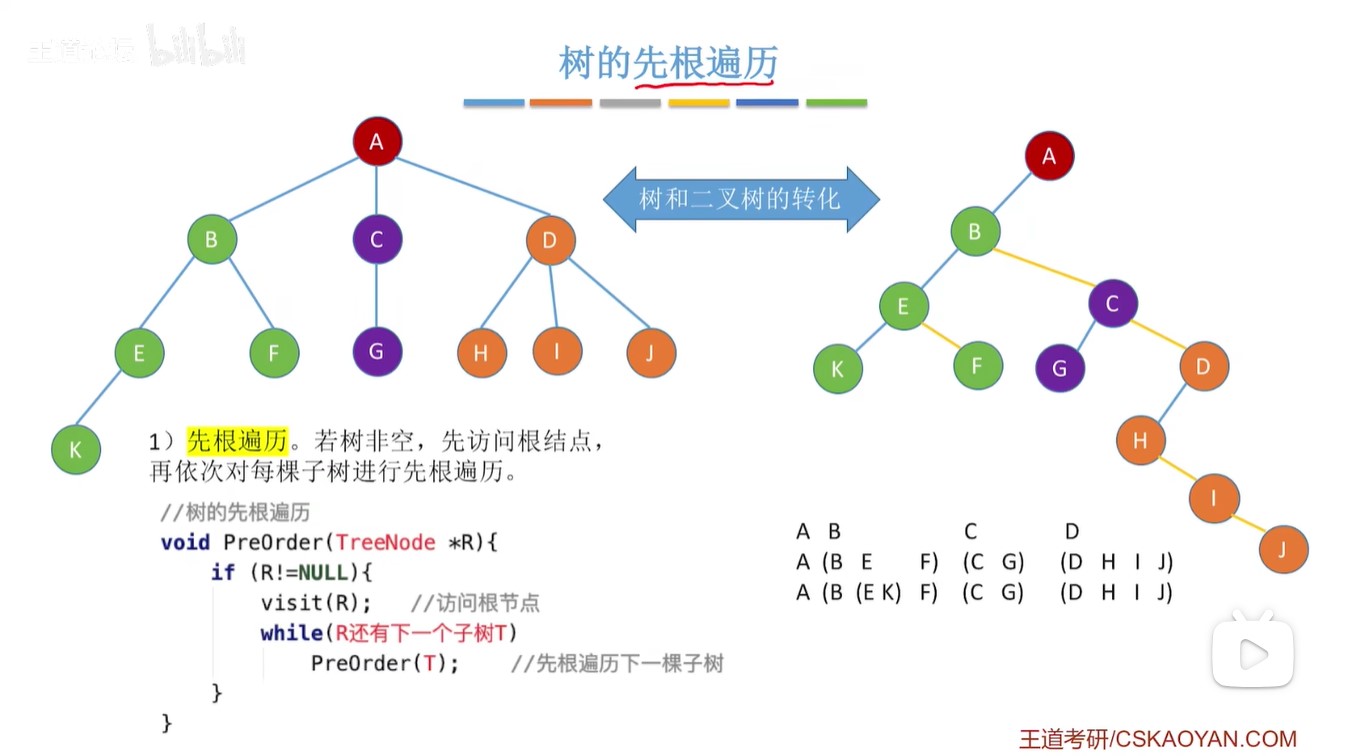 王道论坛 bilibili
树的先根遍历
树和二叉树的转化
A
B C D
E F G H I J
K
A
B
E C
K F G D
H
I
J
1）先根遍历。若树非空，先访问根结点，
再依次对每棵子树进行先根遍历。
//树的先根遍历
void PreOrder(TreeNode *R){
if (R!=NULL){
visit(R); //访问根节点
while(R还有下一个子树T)
PreOrder(T); //先根遍历下一棵子树
}
}
A B C D
A (B E F) (C G) (D H I J)
A (B (E K) F) (C G) (D H I J)
王道考研/CSKAOYAN.COM